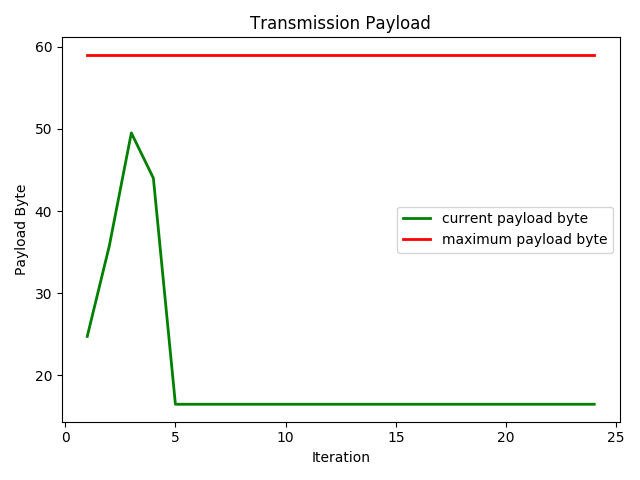 Transmission Payload
60
50
40
30
20
Payload Byte
current payload byte
maximum payload byte
0 5 10 15 20 25
Iteration